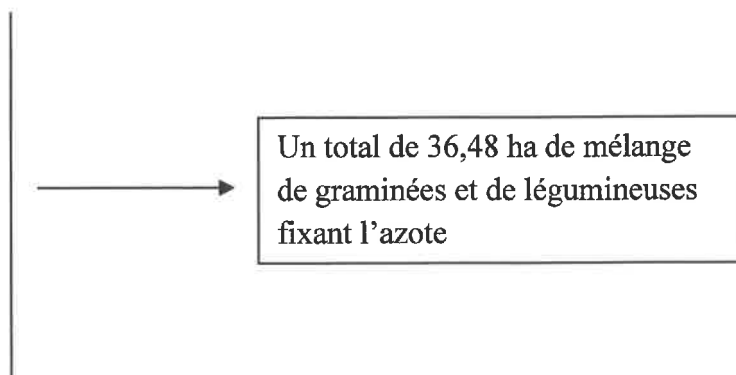 Un total de 36,48 ha de mélange
de graminées et de légumineuses
fixant l’azote